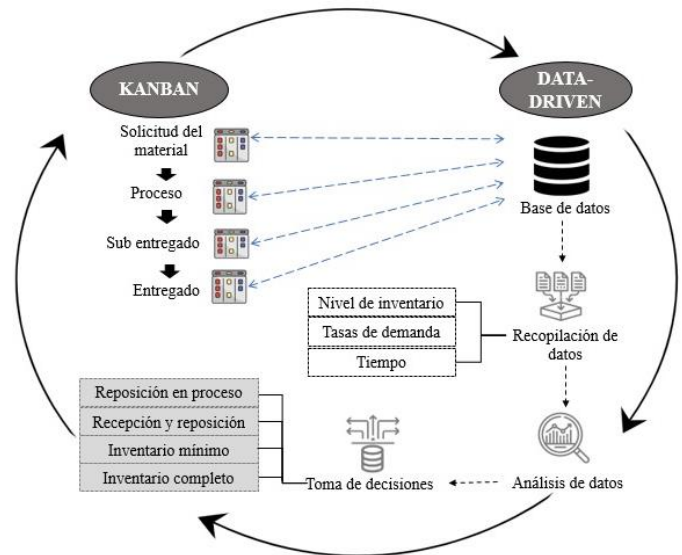 KANBAN
Solicitud del
material
Proceso
Sub entregado
Entregado
DATA-
DRIVEN
Base de datos
Nivel de inventario
Tasas de demanda
Tiempo
Recopilación de
datos
Reposición en proceso
Recepción y reposición
Inventario mínimo
Inventario completo
Toma de decisiones
Análisis de datos